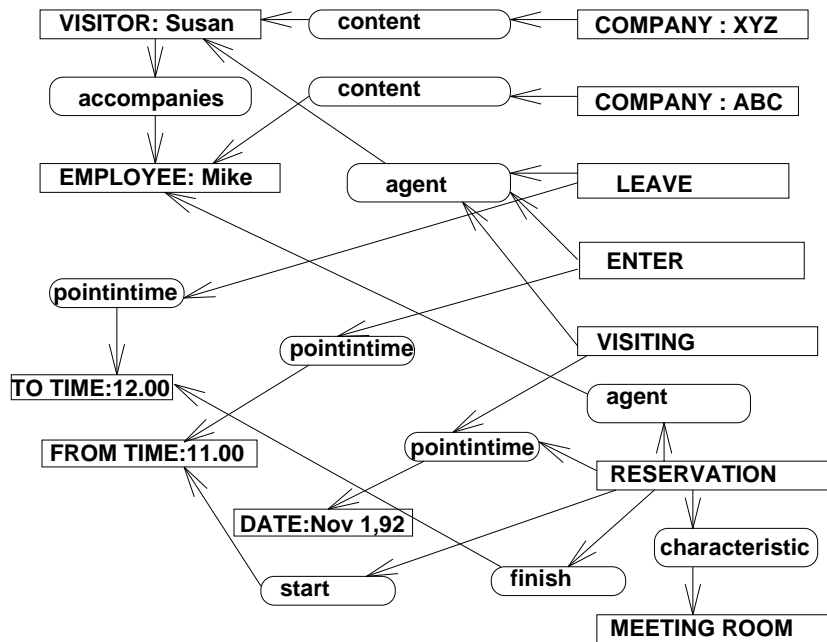 VISITOR: Susan
content
COMPANY : XYZ
accompanies
content
COMPANY : ABC
EMPLOYEE: Mike
agent
LEAVE
ENTER
pointintime
pointintime
VISITING
TO TIME:12.00
agent
FROM TIME:11.00
pointintime
RESERVATION
DATE:Nov 1,92
characteristic
start
finish
MEETING ROOM